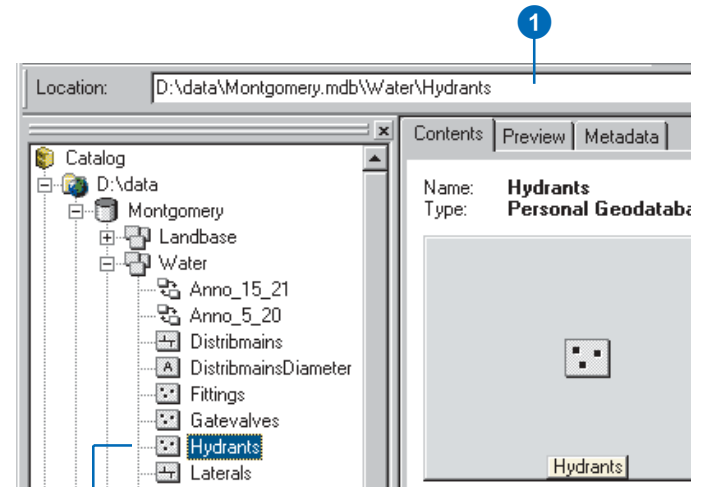 1
Location: D:\data\Montgomery.mdb\Water\Hydrants
Catalog
D:\data
Montgomery
Landbase
Water
Anno_15_21
Anno_5_20
Distribmains
A DistribmainsDiameter
Fittings
Gatevalves
Hydrants
Laterals
Contents Preview Metadata
Name: Hydrants
Type: Personal Geodataba
Hydrants